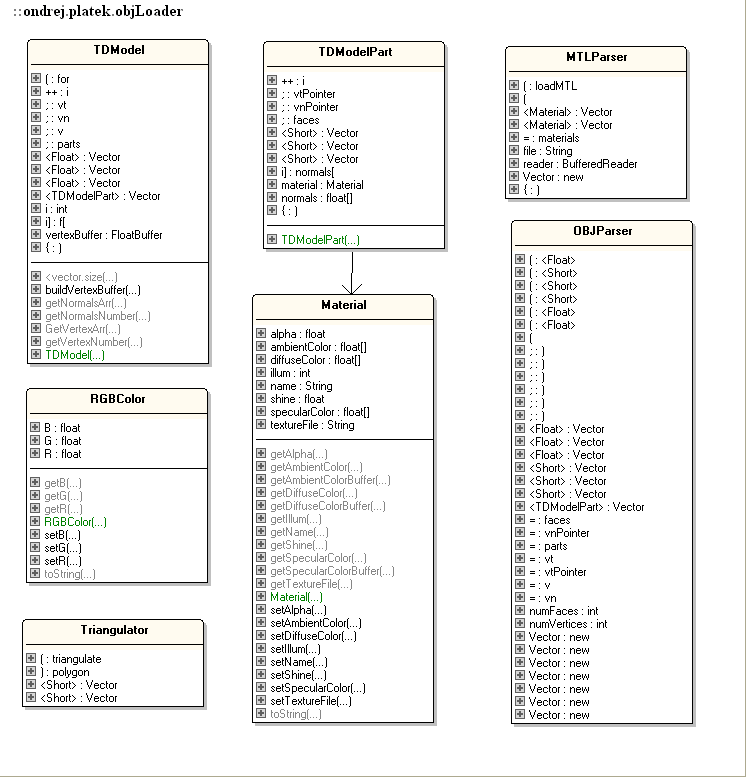 ::ondrej.platek.objLoader
TDModel
( : for
++ : i
; : vt
; : vn
; : v
; : parts
<Float> : Vector
<Float> : Vector
<Float> : Vector
<TDModelPart> : Vector
i : int
i] : f[
vertexBuffer : FloatBuffer
{ : )
<vector.size(...)
buildVertexBuffer(...)
getNormalsArr(...)
getNormalsNumber(...)
GetVertexArr(...)
getVertexNumber(...)
TDModel(...)
TDModelPart
++ : i
; : vtPointer
; : vnPointer
; : faces
<Short> : Vector
<Short> : Vector
<Short> : Vector
i] : normals[
material : Material
normals : float[]
{ : )
TDModelPart(...)
MTLParser
( : loadMTL
(
<Material> : Vector
<Material> : Vector
= : materials
file : String
reader : BufferedReader
Vector : new
{ : )
RGBColor
B : float
G : float
R : float
getB(...)
getG(...)
getR(...)
RGBColor(...)
setB(...)
setG(...)
setR(...)
toString(...)
Material
alpha : float
ambientColor : float[]
diffuseColor : float[]
illum : int
name : String
shine : float
specularColor : float[]
textureFile : String
getAlpha(...)
getAmbientColor(...)
getAmbientColorBuffer(...)
getDiffuseColor(...)
getDiffuseColorBuffer(...)
getIllum(...)
getName(...)
getShine(...)
getSpecularColor(...)
getSpecularColorBuffer(...)
getTextureFile(...)
Material(...)
setAlpha(...)
setAmbientColor(...)
setDiffuseColor(...)
setIllum(...)
setName(...)
setShine(...)
setSpecularColor(...)
setTextureFile(...)
toString(...)
OBJParser
( : <Float>
( : <Short>
( : <Short>
( : <Short>
( : <Float>
( : <Float>
(
; : )
; : )
; : )
; : )
; : )
; : )
<Float> : Vector
<Float> : Vector
<Float> : Vector
<Short> : Vector
<Short> : Vector
<Short> : Vector
<TDModelPart> : Vector
= : faces
= : vnPointer
= : parts
= : vt
= : vtPointer
= : v
= : vn
numFaces : int
numVertices : int
Vector : new
Vector : new
Vector : new
Vector : new
Vector : new
Vector : new
Vector : new
Triangulator
( : triangulate
) : polygon
<Short> : Vector
<Short> : Vector